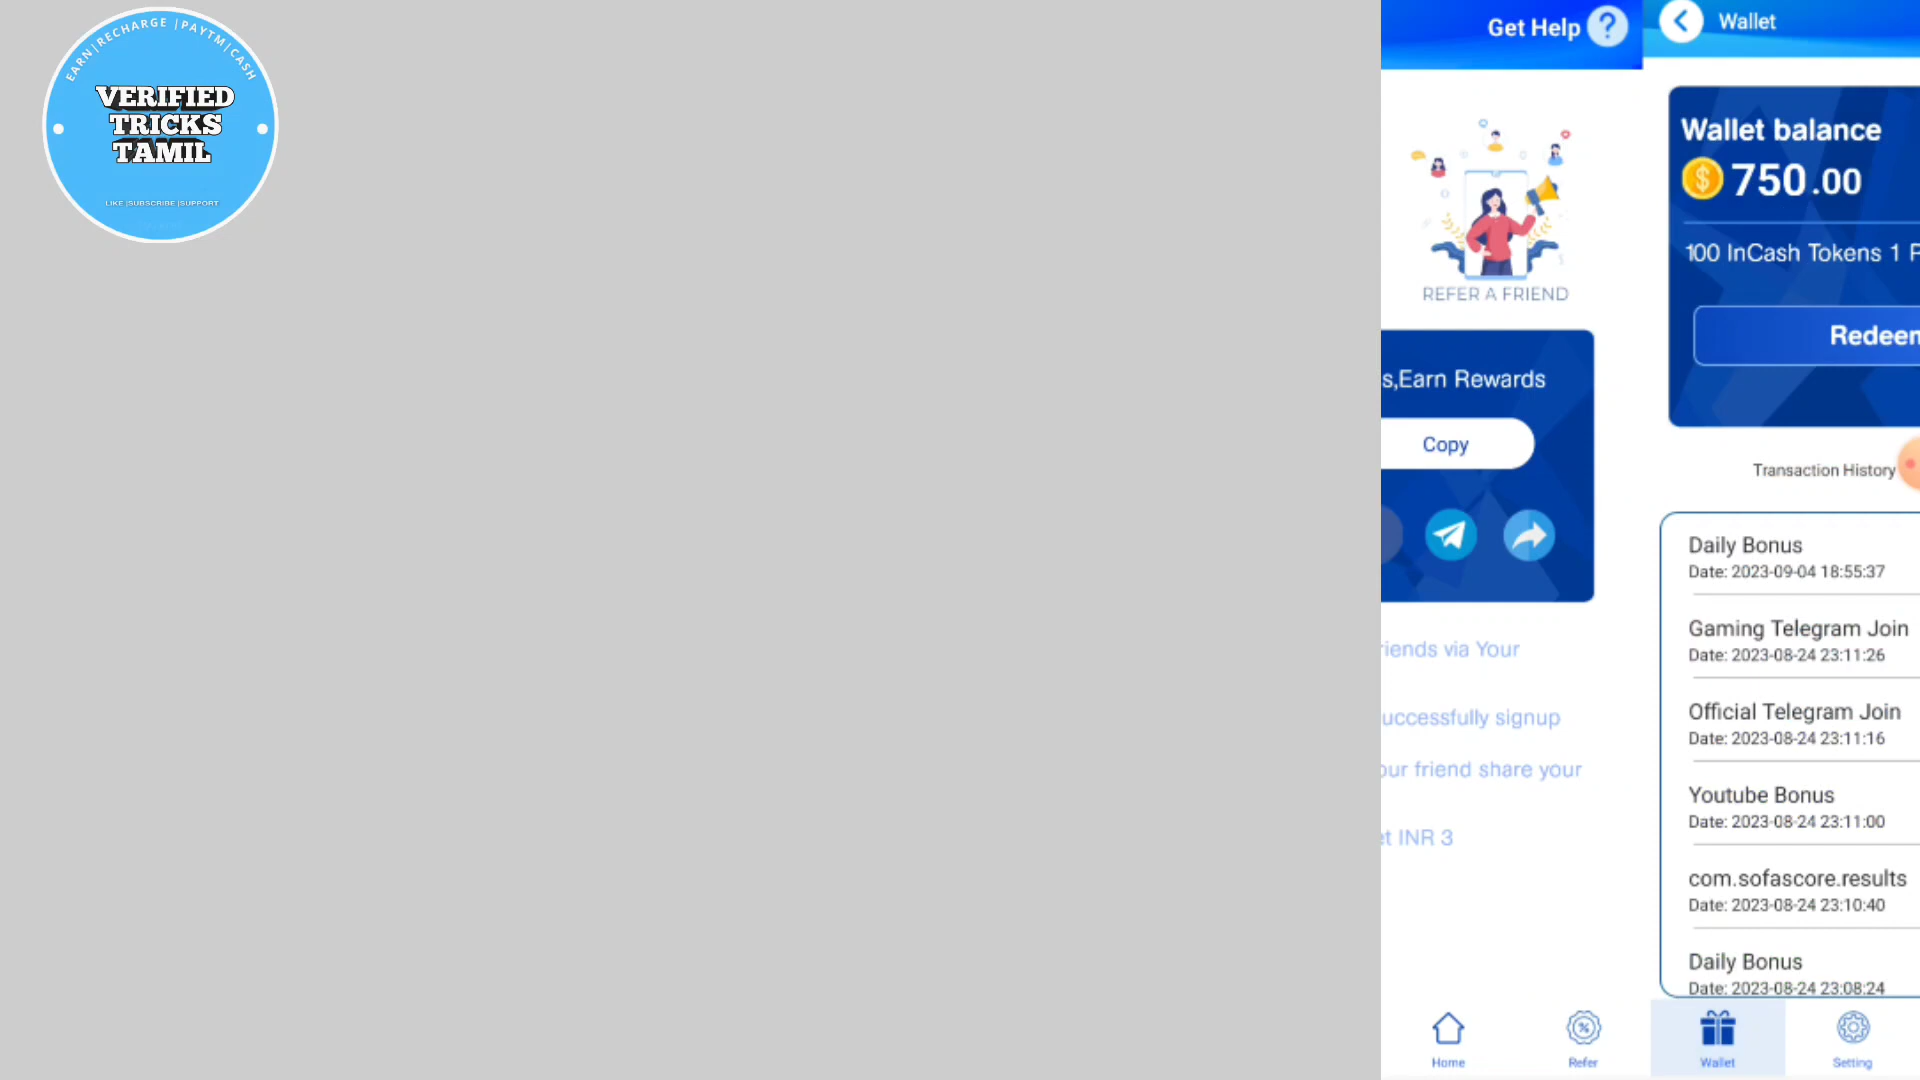 EARN|RECHARGE |PAYTM|CASH
VERIFIED
TRICKS
TAMIL
LIKE |SUBSCRIBE |SUPPORT
Get Help ?
REFER A FRIEND
s,Earn Rewards
Copy
riends via Your
uccessfully signup
our friend share your
et INR 3
Home
Refer
Wallet
Wallet balance
$ 750.00
100 InCash Tokens 1
Redeem
Transaction History
Daily Bonus
Date: 2023-09-04 18:55:37
Gaming Telegram Join
Date: 2023-08-24 23:11:26
Official Telegram Join
Date: 2023-08-24 23:11:16
Youtube Bonus
Date: 2023-08-24 23:11:00
com.sofascore.results
Date: 2023-08-24 23:10:40
Daily Bonus
Date: 2023-08-24 23:08:24
Wallet
Setting